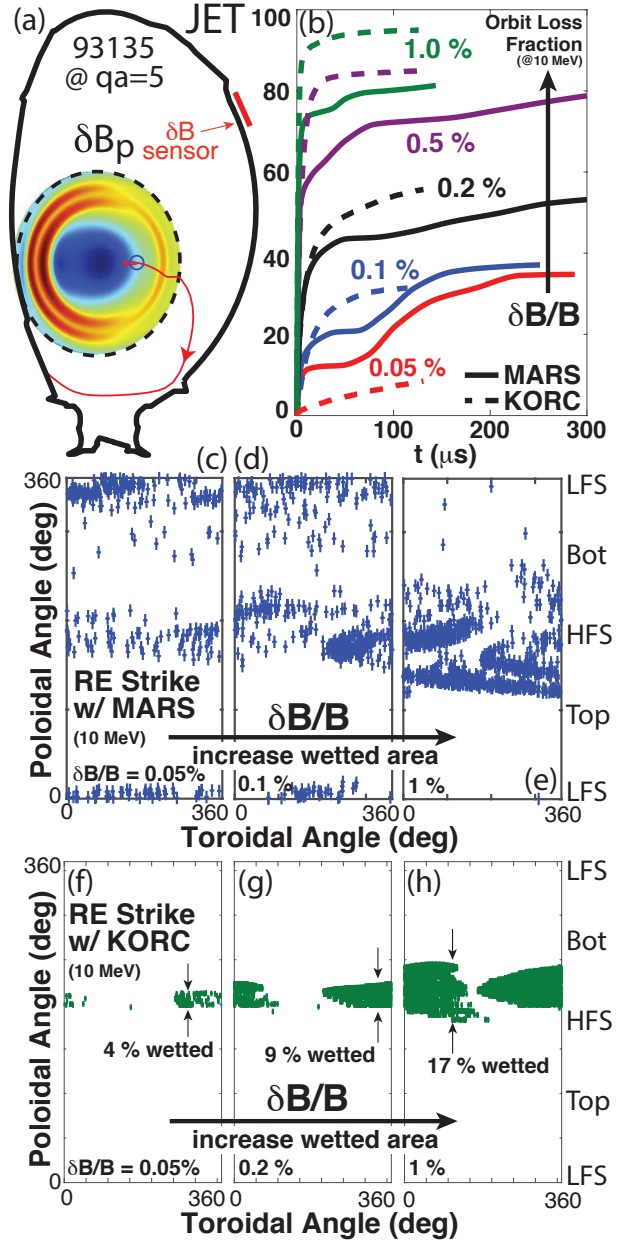 (a)
JET
93135
@ qa=5
δB
sensor
δBp
(b)
100
80
60
40
20
0
Orbit Loss
Fraction
(@10 MeV)
1.0 %
0.5 %
0.2 %
0.1 %
0.05 %
δB/B
MARS
KORC
0
100
200
300
t (μs)
(c)
(d)
360
LFS
Bot
HFS
Top
LFS
Poloidal Angle (deg)
0
RE Strike
w/ MARS
(10 MeV)
δB/B
increase wetted area
δB/B = 0.05%
0.1 %
1 %
(e)
0
360
0
360
360
Toroidal Angle (deg)
(f)
(g)
(h)
360
LFS
Bot
HFS
Top
LFS
Poloidal Angle (deg)
0
RE Strike
w/ KORC
(10 MeV)
4 % wetted
9 % wetted
17 % wetted
δB/B
increase wetted area
δB/B = 0.05%
0.2 %
1 %
0
360
0
360
360
Toroidal Angle (deg)